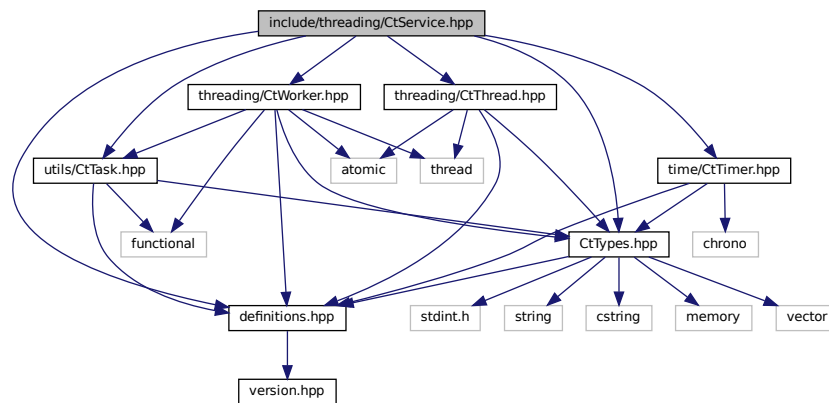 include/threading/CtService.hpp
threading/CtWorker.hpp
threading/CtThread.hpp
utils/CtTask.hpp
atomic
thread
time/CtTimer.hpp
functional
CtTypes.hpp
chrono
definitions.hpp
stdint.h
string
cstring
memory
vector
version.hpp